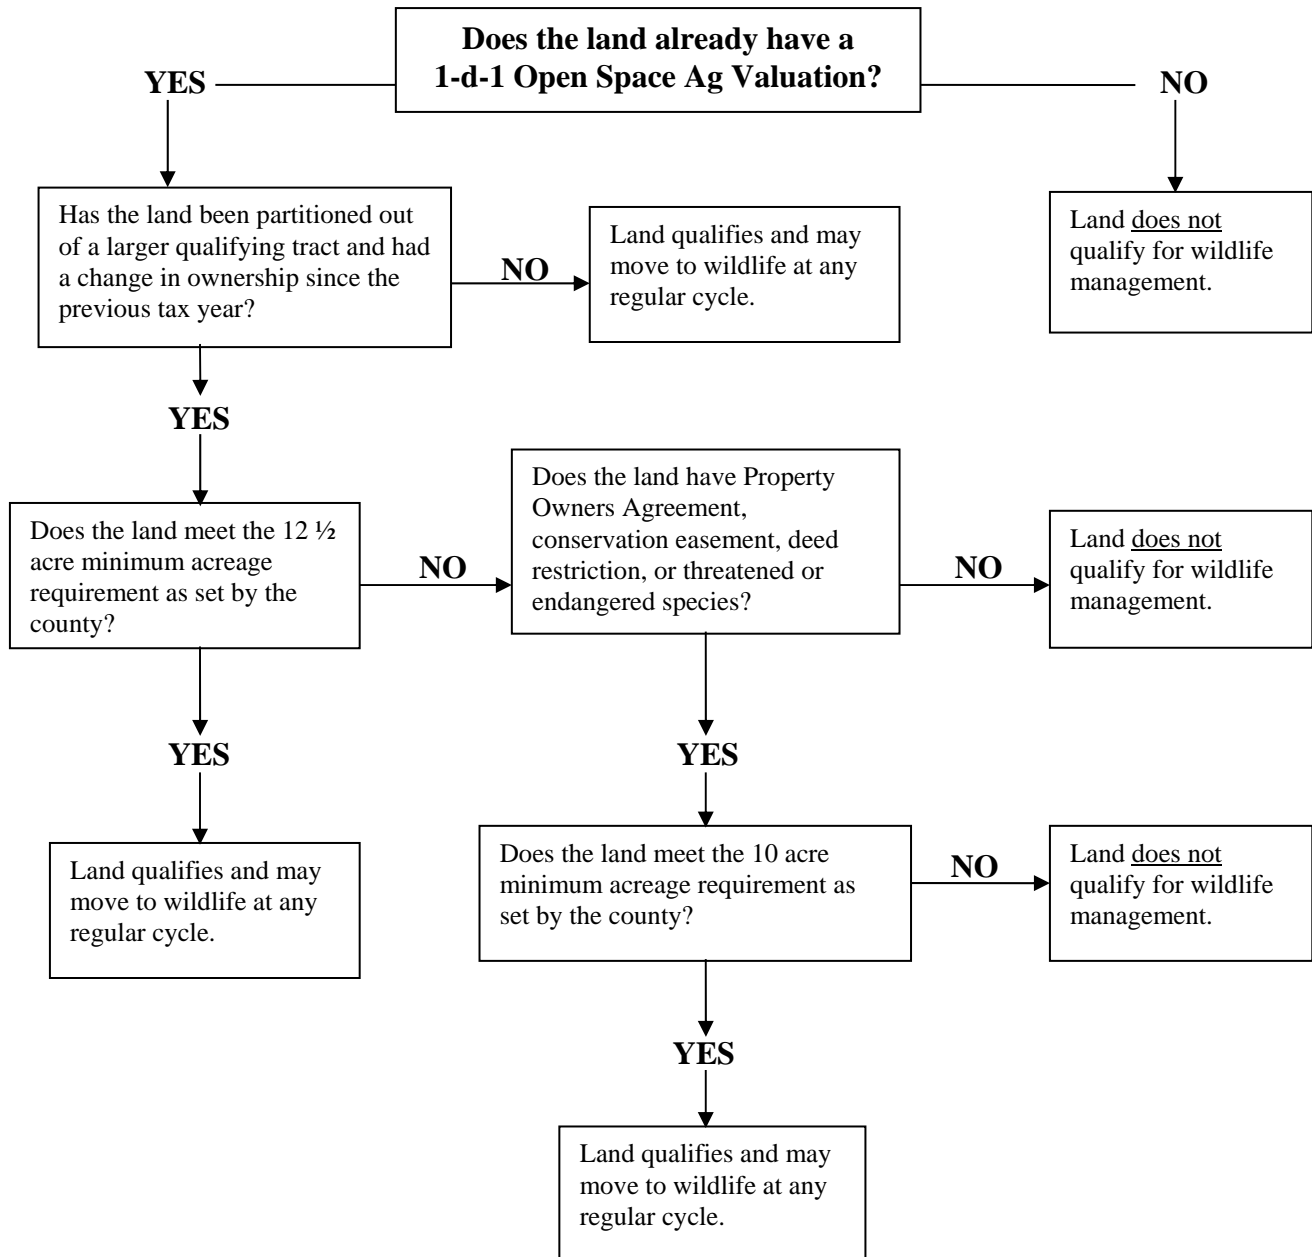 Does the land already have a
1-d-1 Open Space Ag Valuation?
YES
NO
Has the land been partitioned out
of a larger qualifying tract and had
a change in ownership since the
previous tax year?
NO
Land qualifies and may
move to wildlife at any
regular cycle.
Land does not
qualify for wildlife
management.
YES
Does the land meet the 12 ½
acre minimum acreage
requirement as set by the
county?
NO
Does the land have Property
Owners Agreement,
conservation easement, deed
restriction, or threatened or
endangered species?
NO
Land does not
qualify for wildlife
management.
YES
YES
Land qualifies and may
move to wildlife at any
regular cycle.
Does the land meet the 10 acre
minimum acreage requirement as
set by the county?
NO
Land does not
qualify for wildlife
management.
YES
Land qualifies and may
move to wildlife at any
regular cycle.